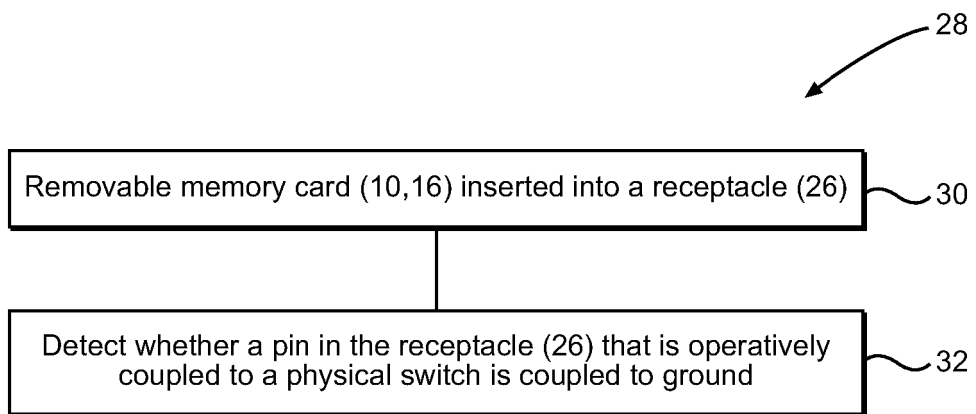 28
Removable memory card (10,16) inserted into a receptacle (26)
30
Detect whether a pin in the receptacle (26) that is operatively
coupled to a physical switch is coupled to ground
32